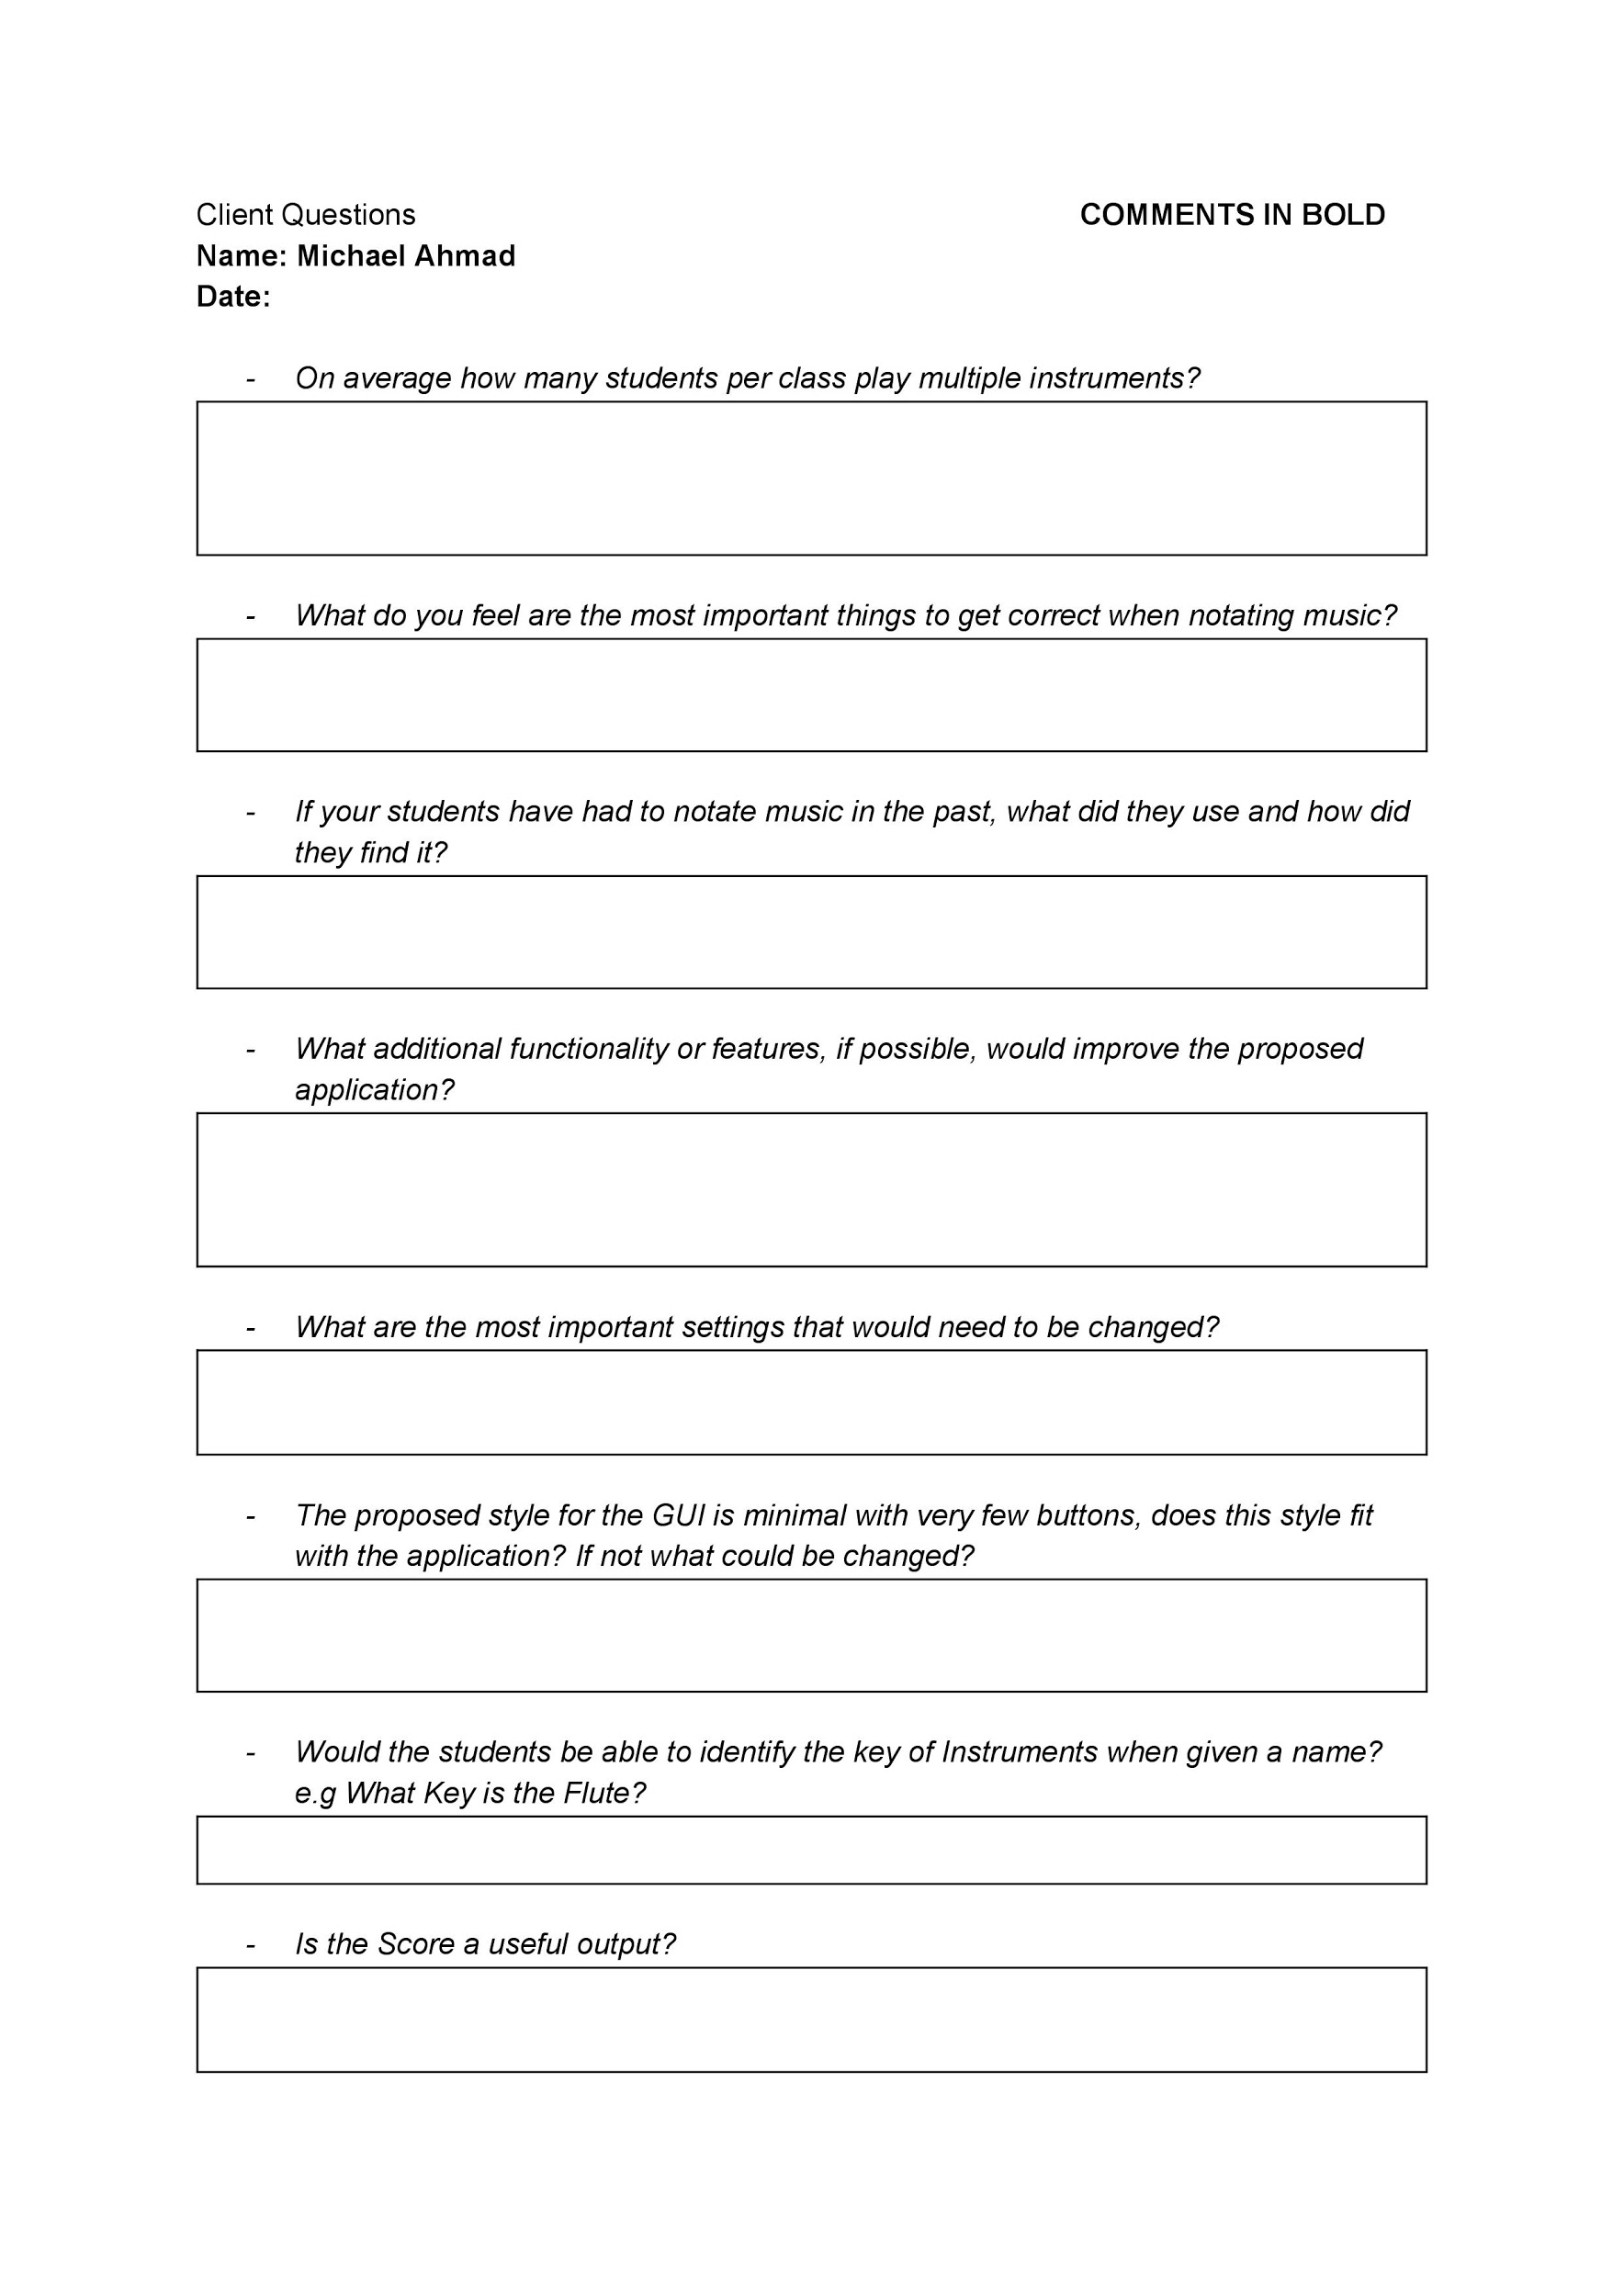 Client Questions COMMENTS IN BOLD
Name: Michael Ahmad
Date:
- On average how many students per class play multiple instruments?
- What do you feel are the most important things to get correct when notating music?
- If your students have had to notate music in the past, what did they use and how did
they find it?
- What additional functionality or features, if possible, would improve the proposed
application?
- What are the most important settings that would need to be changed?
- The proposed style for the GUI is minimal with very few buttons, does this style fit
with the application? If not what could be changed?
- Would the students be able to identify the key of Instruments when given a name?
e.g What Key is the Flute?
- Is the Score a useful output?